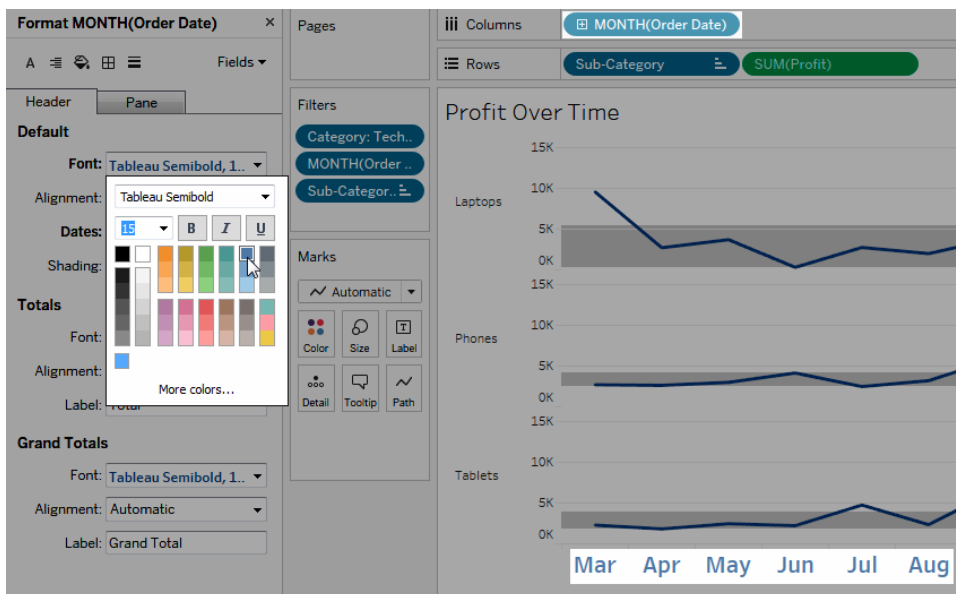 Format MONTH(Order Date) ×
A Fields
Header Pane
Default
Font: Tableau Semibold, 1..
Alignment:
Dates:
Shading:
Totals
Font:
Alignment:
Label: Total
Grand Totals
Font: Tableau Semibold, 1..
Alignment: Automatic
Label: Grand Total
Tableau Semibold
15 B I U
More colors...
Pages
Filters
Category: Tech..
MONTH(Order ..
Sub-Categor..
Marks
Automatic
Color Size Label
T
Detail Tooltip Path
Columns MONTH(Order Date)
Rows Sub-Category SUM(Profit)
Profit Over Time
15K
10K
Laptops
5K
0K
15K
10K
Phones
5K
0K
15K
10K
Tablets
5K
0K
Mar Apr May Jun Jul Aug